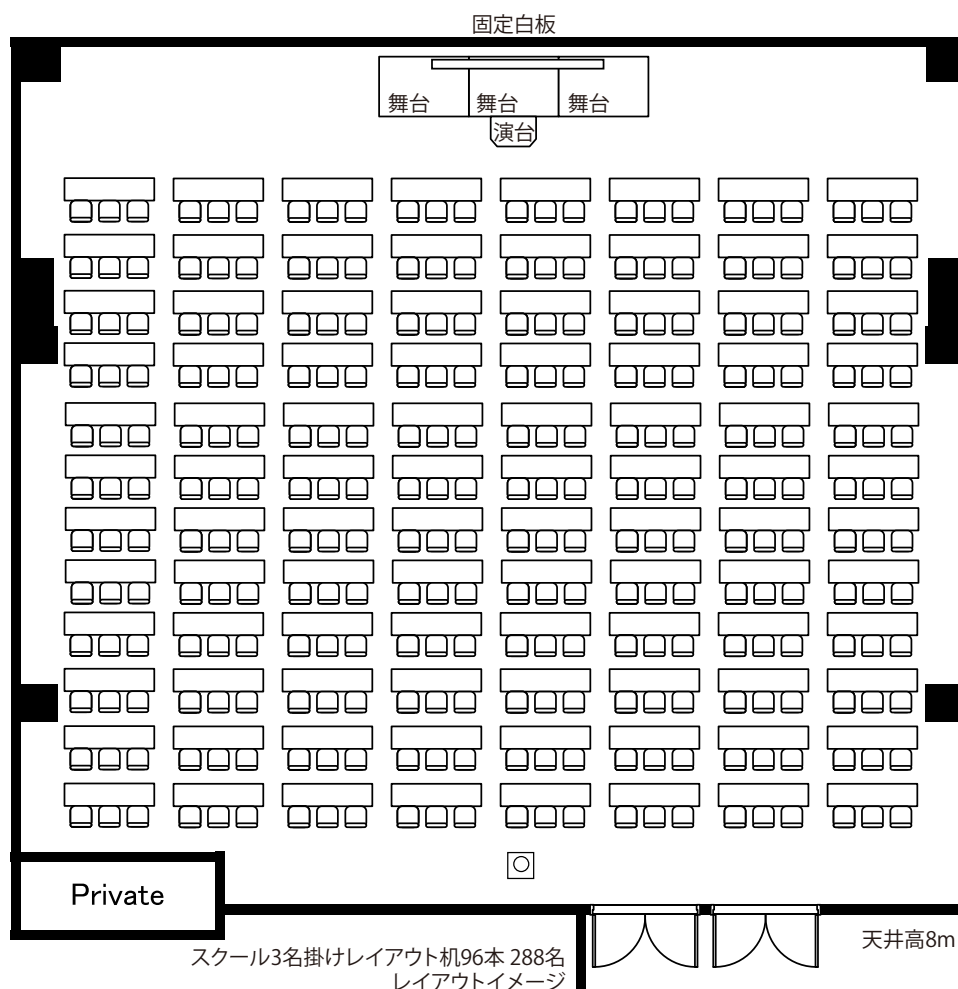 固定白板
舞台 舞台 舞台
演台
Private
スクール3名掛けレイアウト机96本 288名
レイアウトイメージ
天井高8m